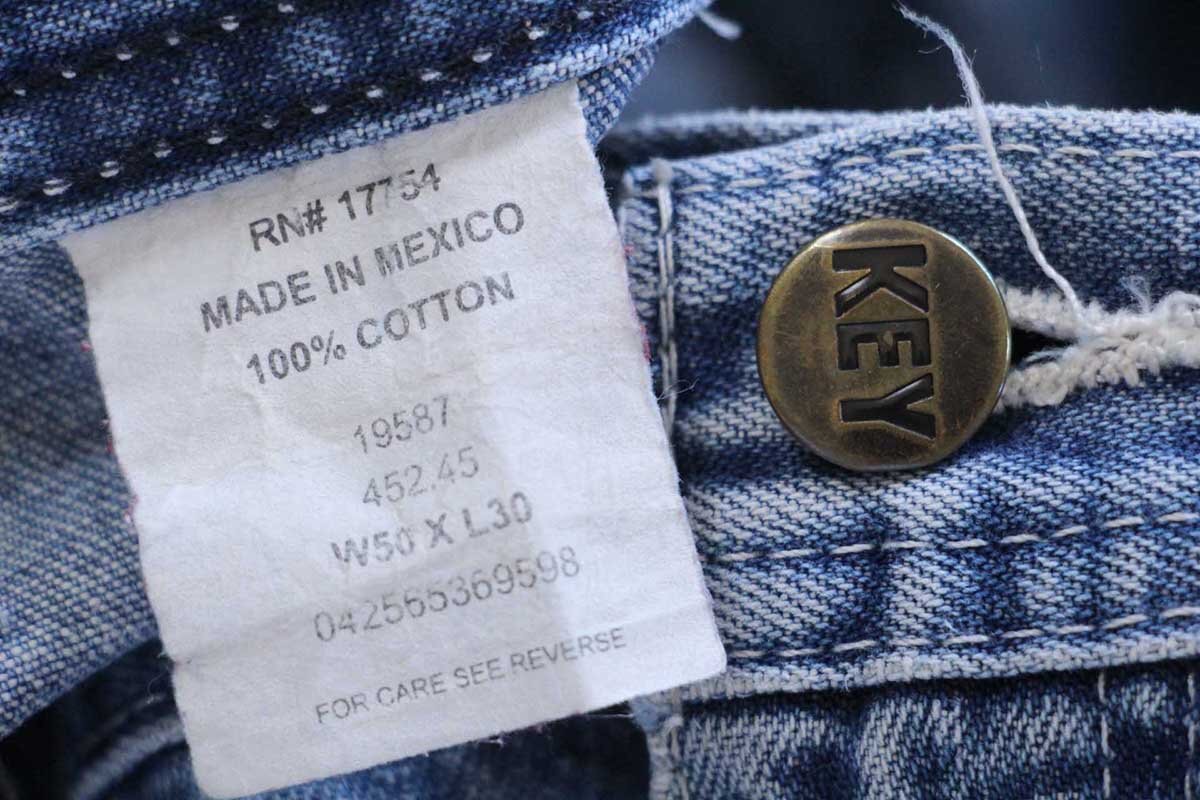 RN# 17754
MADE IN MEXICO
100% COTTON
19587
452.45
W50 X L30
042565369598
FOR CARE SEE REVERSE
KEY